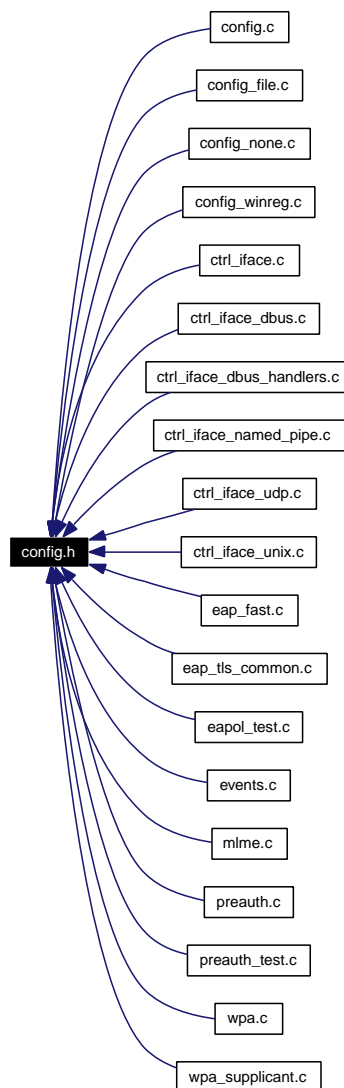 config.c
config_file.c
config_none.c
config_winreg.c
ctrl_iface.c
ctrl_iface_dbus.c
ctrl_iface_dbus_handlers.c
ctrl_iface_named_pipe.c
ctrl_iface_udp.c
config.h
ctrl_iface_unix.c
eap_fast.c
eap_tls_common.c
eapol_test.c
events.c
mlme.c
preauth.c
preauth_test.c
wpa.c
wpa_supplicant.c